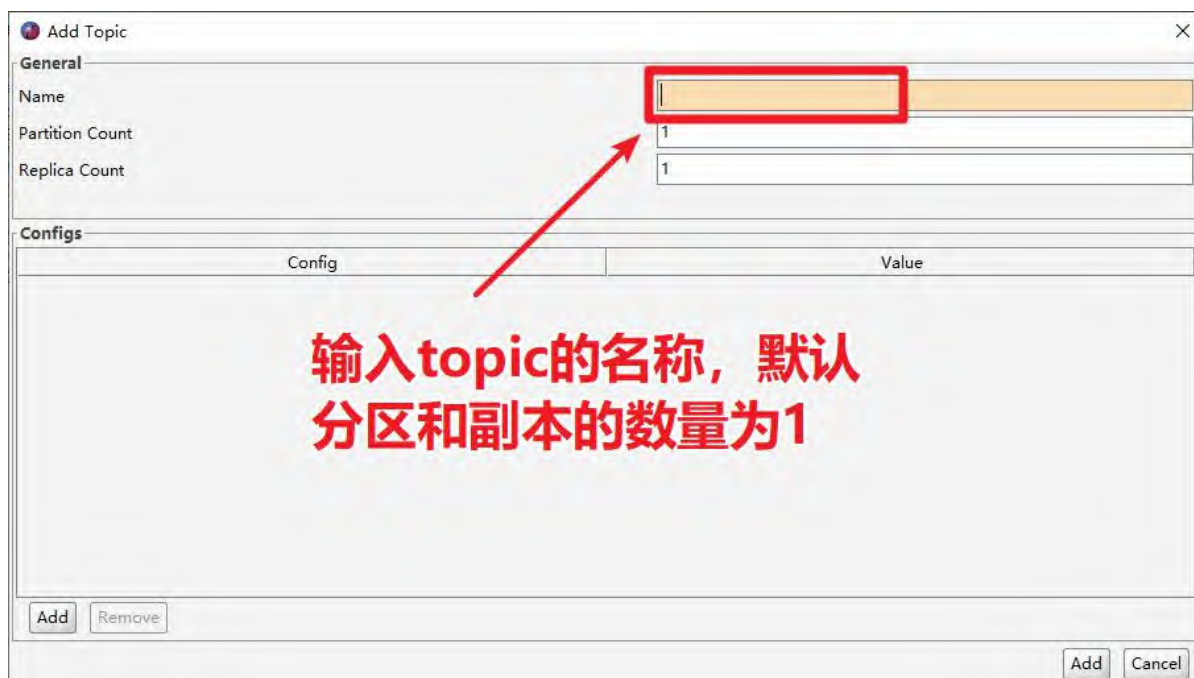 Add Topic
General
Name
Partition Count 1
Replica Count 1
Configs
Config Value
输入topic的名称，默认
分区和副本的数量为1
Add Remove
Add Cancel